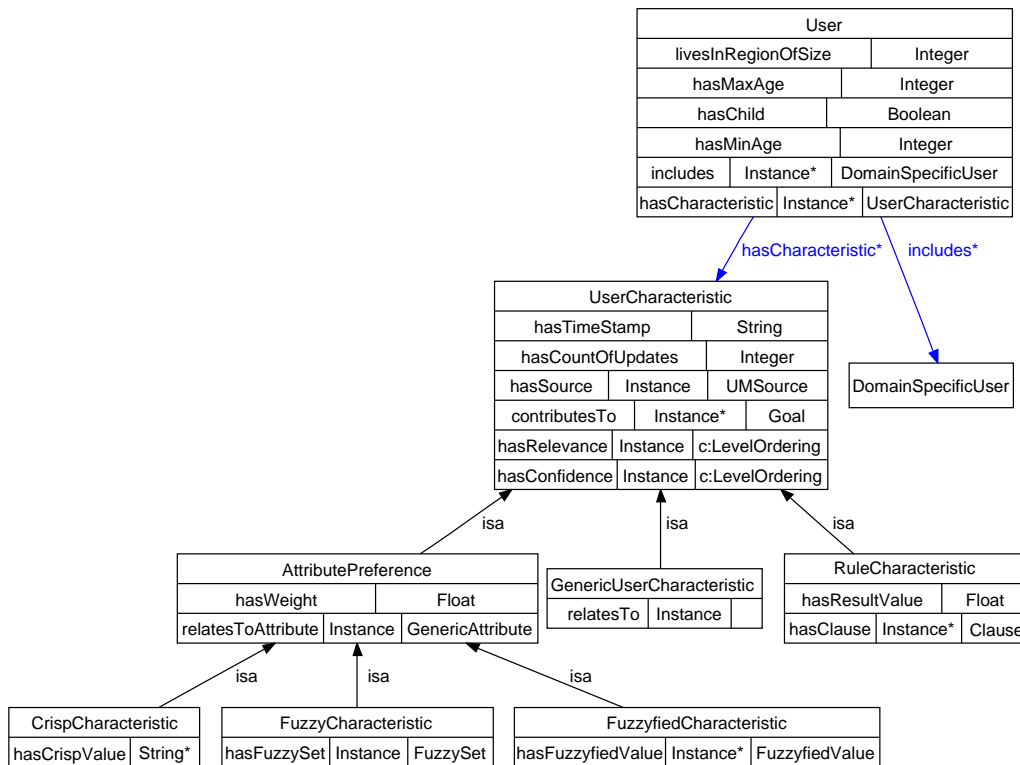 User
livesInRegionOfSize Integer
hasMaxAge Integer
hasChild Boolean
hasMinAge Integer
includes Instance* DomainSpecificUser
hasCharacteristic Instance* UserCharacteristic
hasCharacteristic* includes*
UserCharacteristic
hasTimeStamp String
hasCountOfUpdates Integer
hasSource Instance UMSource
contributesTo Instance* Goal
hasRelevance Instance c:LevelOrdering
hasConfidence Instance c:LevelOrdering
DomainSpecificUser
isa isa isa
AttributePreference
hasWeight Float
relatesToAttribute Instance GenericAttribute
GenericUserCharacteristic
relatesTo Instance
RuleCharacteristic
hasResultValue Float
hasClause Instance* Clause
isa isa isa
CrispCharacteristic
hasCrispValue String*
FuzzyCharacteristic
hasFuzzySet Instance FuzzySet
FuzzyfiedCharacteristic
hasFuzzyfiedValue Instance* FuzzyfiedValue